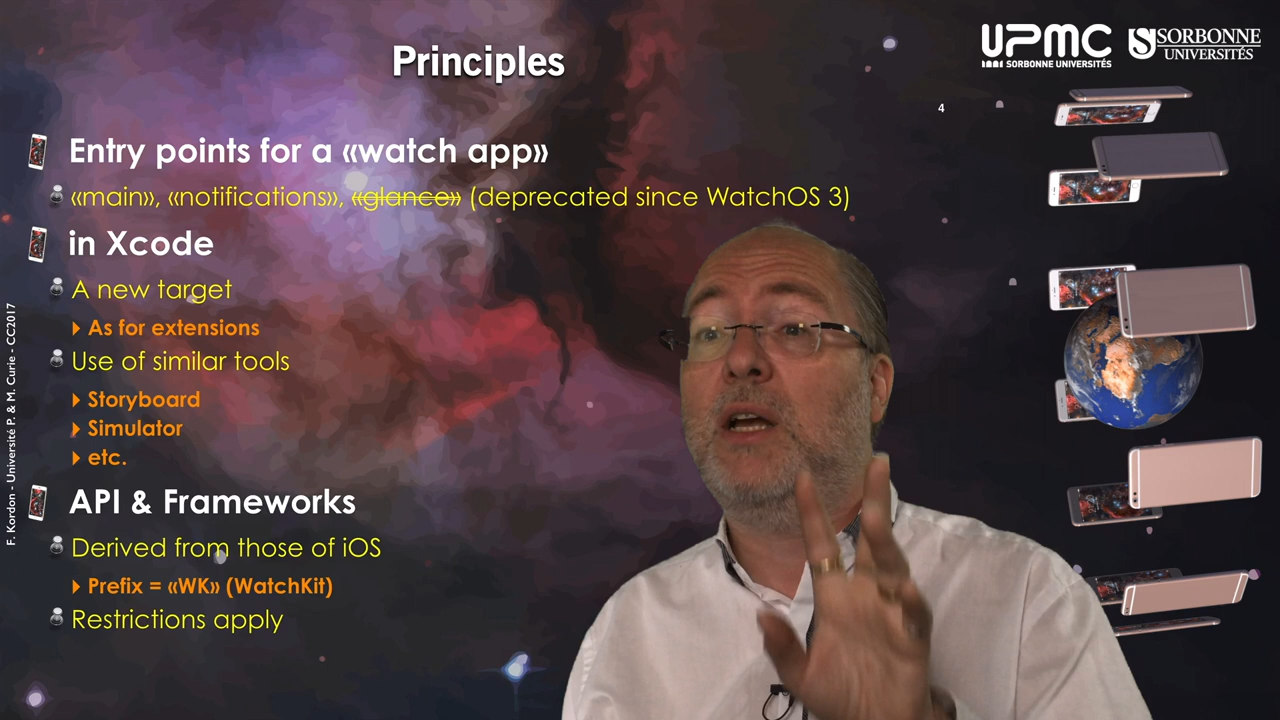 Principles
UPMC
SORBONNE UNIVERSITÉS
SORBONNE
UNIVERSITÉS
4
Entry points for a «watch app»
«main», «notifications», «glance» (deprecated since WatchOS 3)
in Xcode
A new target
As for extensions
Use of similar tools
Storyboard
Simulator
etc.
API & Frameworks
Derived from those of iOS
Prefix = «WK» (WatchKit)
Restrictions apply
F. Kordon - Université P. & M. Curie - CC2017